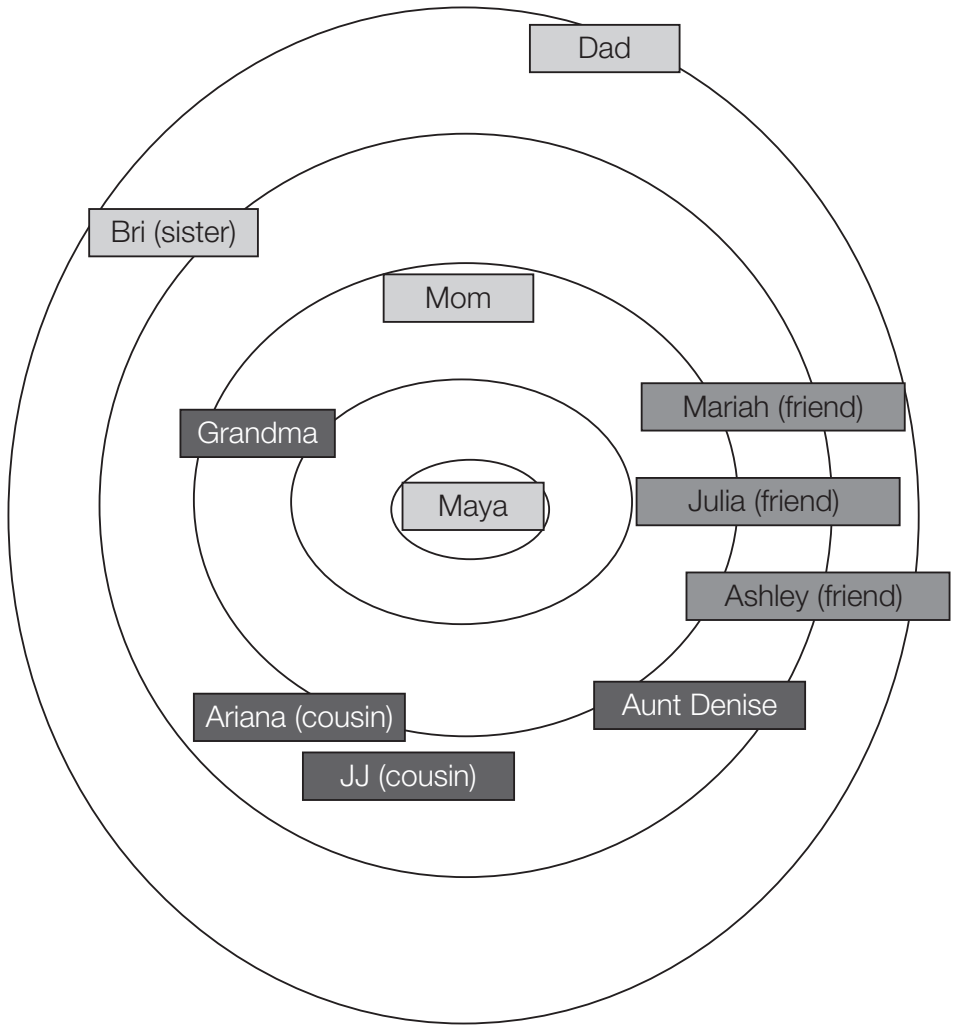 Dad
Bri (sister)
Mom
Mariah (friend)
Grandma
Julia (friend)
Maya
Ashley (friend)
Aunt Denise
Ariana (cousin)
JJ (cousin)